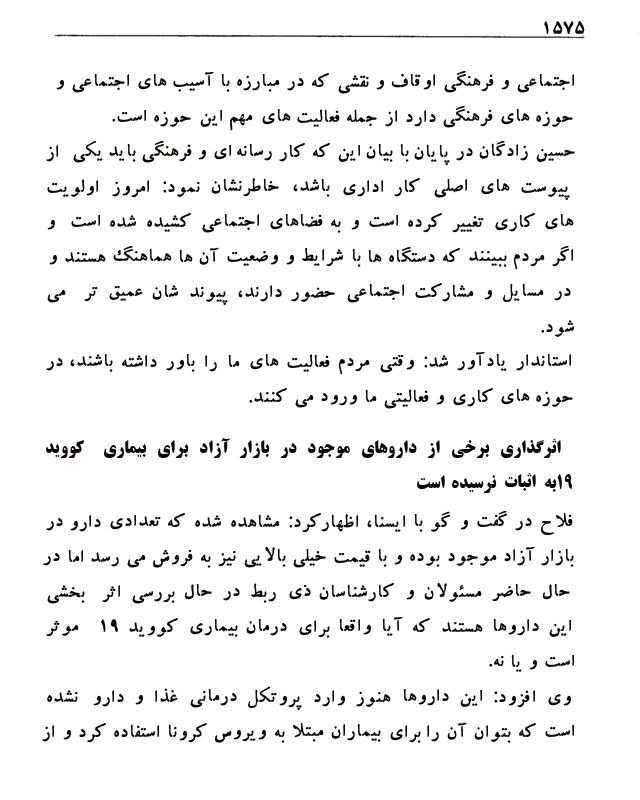 ۱۵۷۵
اجتماعی و فرهنگی اوقاف و نقشی که در مبارزه با آسیب های اجتماعی و
حوزه های فرهنگی دارد از جمله فعالیت های مهم این حوزه است.
حسین زادگان در پایان با بیان این که کار رسانه ای و فرهنگی باید یکی از
پیوست های اصلی کار اداری باشد، خاطرنشان نمود: امروز اولویت
های کاری تغییر کرده است و به فضاهای اجتماعی کشیده شده است و
اگر مردم ببینند که دستگاه ها با شرایط و وضعیت آن ها هماهنگ هستند و
در مسایل و مشارکت اجتماعی حضور دارند، پیوند شان عمیق تر می
شود.
استاندار یادآور شد: وقتی مردم فعالیت های ما را باور داشته باشند، در
حوزه های کاری و فعالیتی ما ورود می کنند.
اثرگذاری برخی از داروهای موجود در بازار آزاد برای بیماری کووید
۱۹به اثبات نرسیده است
فلاح در گفت و گو با ایسنا، اظهارکرد: مشاهده شده که تعدادی دارو در
بازار آزاد موجود بوده و با قیمت خیلی بالایی نیز به فروش می رسد اما در
حال حاضر مسئولان و کارشناسان ذی ربط در حال بررسی اثر بخشی
این داروها هستند که آیا واقعا برای درمان بیماری کووید ۱۹ موثر
است و یا نه.
وی افزود: این داروها هنوز وارد پروتکل درمانی غذا و دارو نشده
است که بتوان آن را برای بیماران مبتلا به ویروس کرونا استفاده کرد و از